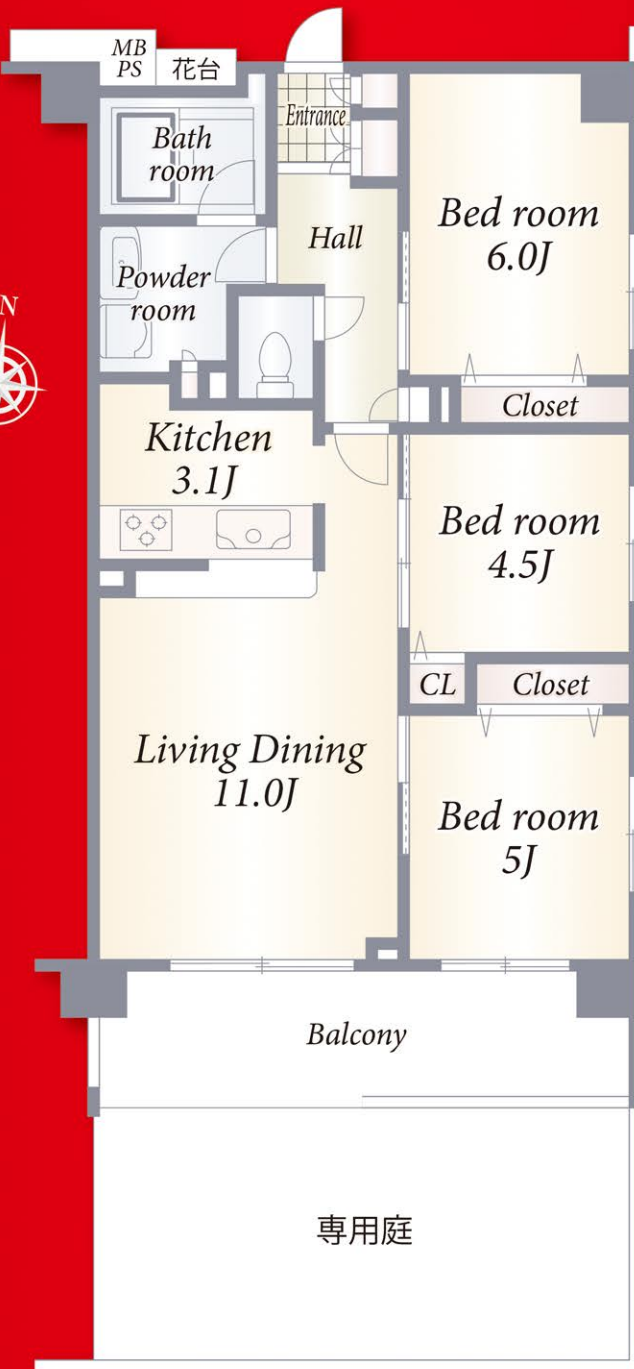 MB
PS
花台
Entrance
Bath
room
Bed room
6.0J
Hall
Powder
room
N
Closet
Kitchen
3.1J
Bed room
4.5J
CL
Closet
Living Dining
11.0J
Bed room
5J
Balcony
専用庭